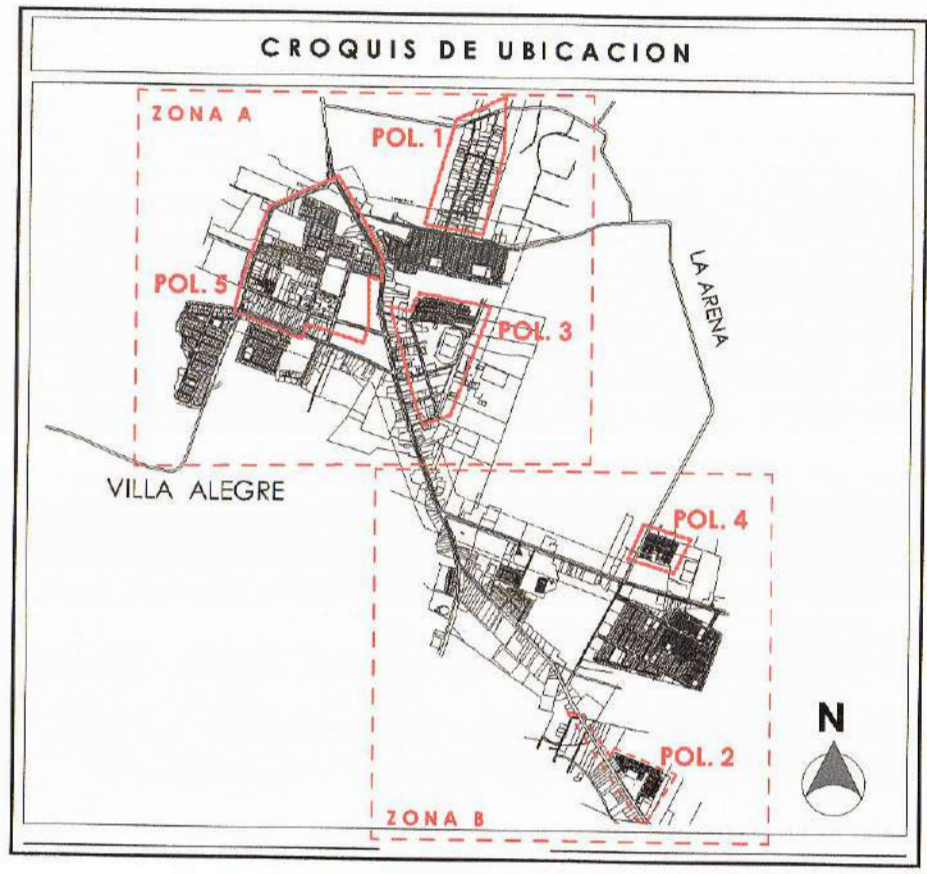 CROQUIS DE UBICACION
ZONA A
POL. 1
POL. 5
POL. 3
LA ARENA
VILLA ALEGRE
POL. 4
N
POL. 2
ZONA B